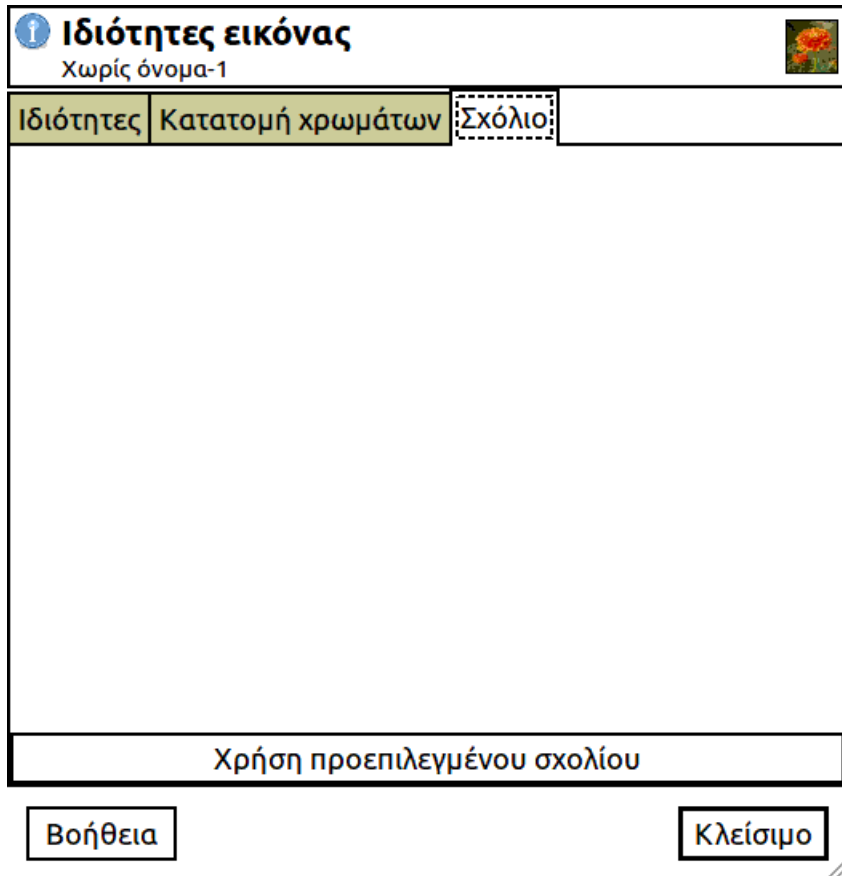 Ιδιότητες εικόνας
Χωρίς όνομα-1
Ιδιότητες Κατατομή χρωμάτων Σχόλιο
Χρήση προεπιλεγμένου σχολίου
Βοήθεια Κλείσιμο